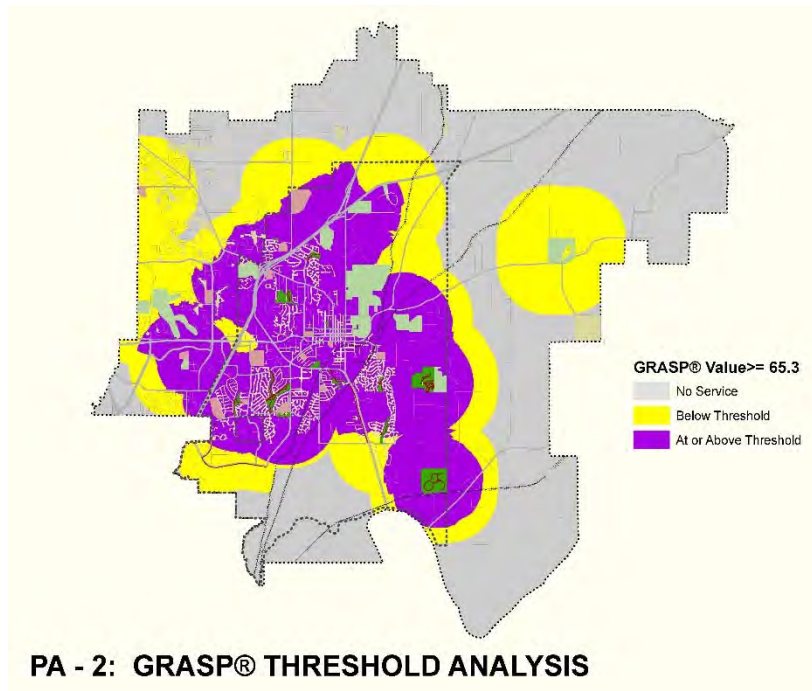 GRASP® Value>= 65.3
No Service
Below Threshold
At or Above Threshold
PA - 2: GRASP® THRESHOLD ANALYSIS